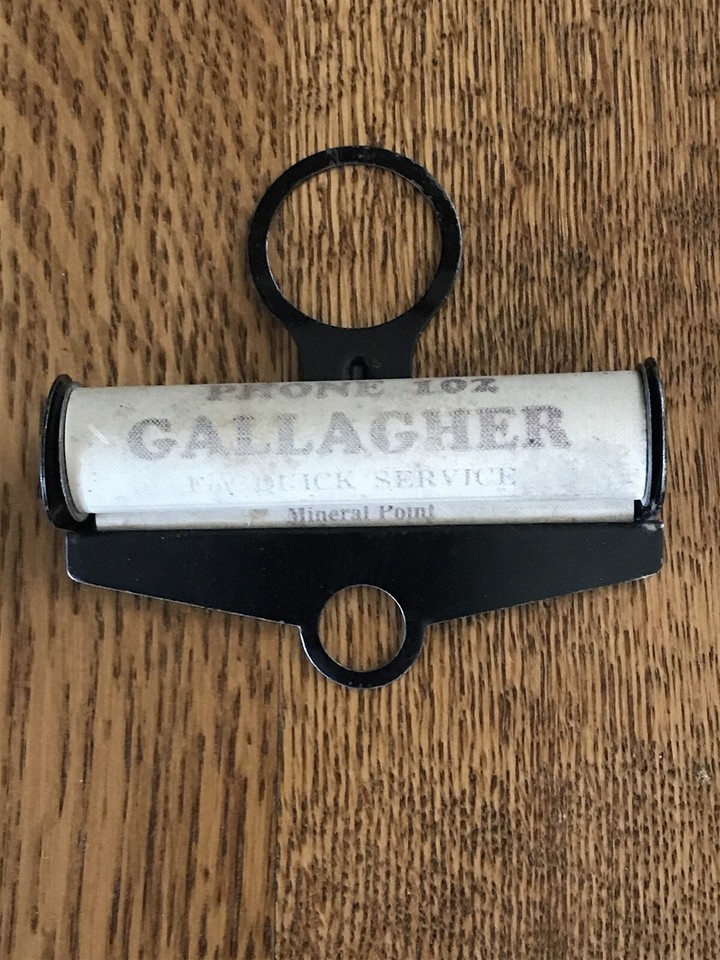 PHONE 102
GALLAGHER
For QUICK SERVICE
Mineral Point